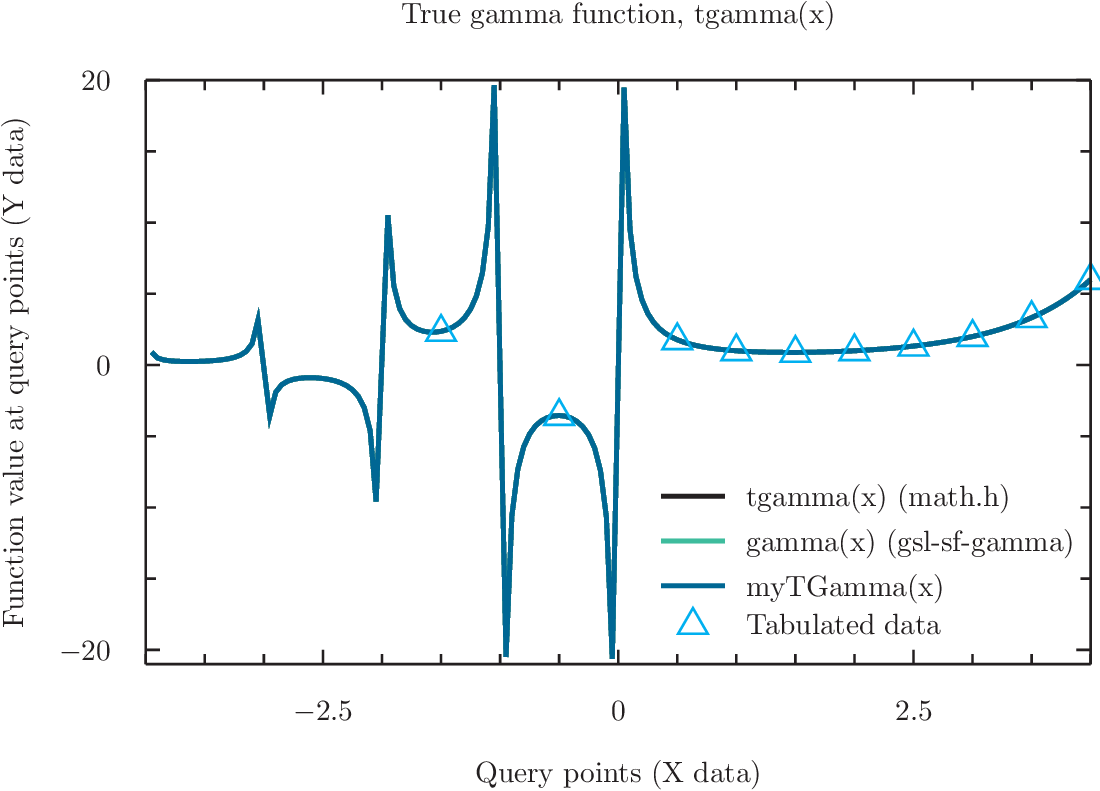 True gamma function, tgamma(x)
20
0
−20
Function value at query points (Y data)
tgamma(x) (math.h)
gamma(x) (gsl-sf-gamma)
myTGamma(x)
Tabulated data
−2.5
0
2.5
Query points (X data)